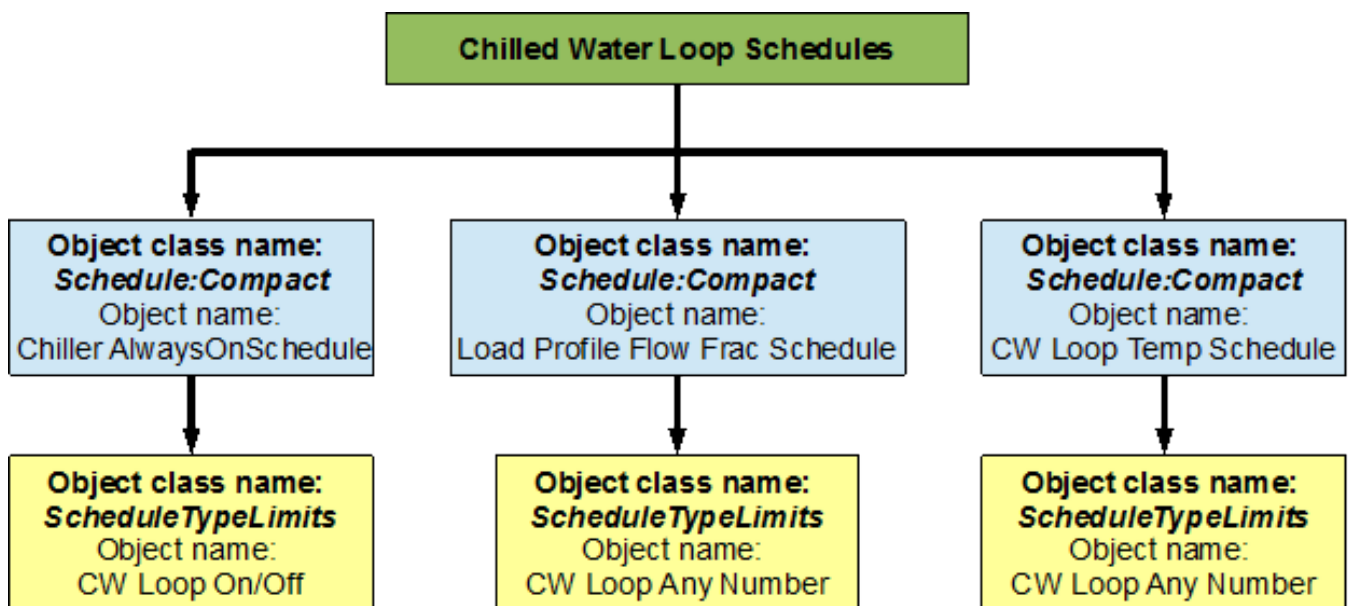 Chilled Water Loop Schedules
Object class name:
Schedule:Compact
Object name:
Chiller AlwaysOnSchedule
Object class name:
Schedule:Compact
Object name:
Load Profile Flow Frac Schedule
Object class name:
Schedule:Compact
Object name:
CW Loop Temp Schedule
Object class name:
ScheduleTypeLimits
Object name:
CW Loop On/Off
Object class name:
ScheduleTypeLimits
Object name:
CW Loop Any Number
Object class name:
ScheduleTypeLimits
Object name:
CW Loop Any Number